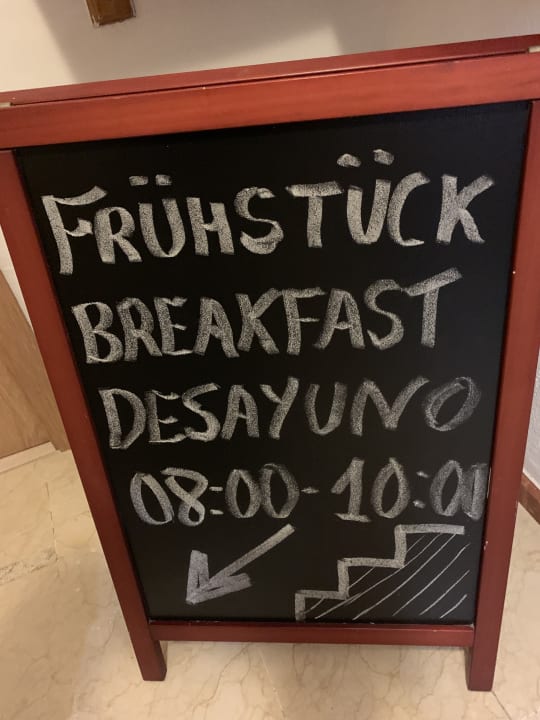 FRÜHSTÜCK
BREAKFAST
DESAYUNO
08:00-10:00